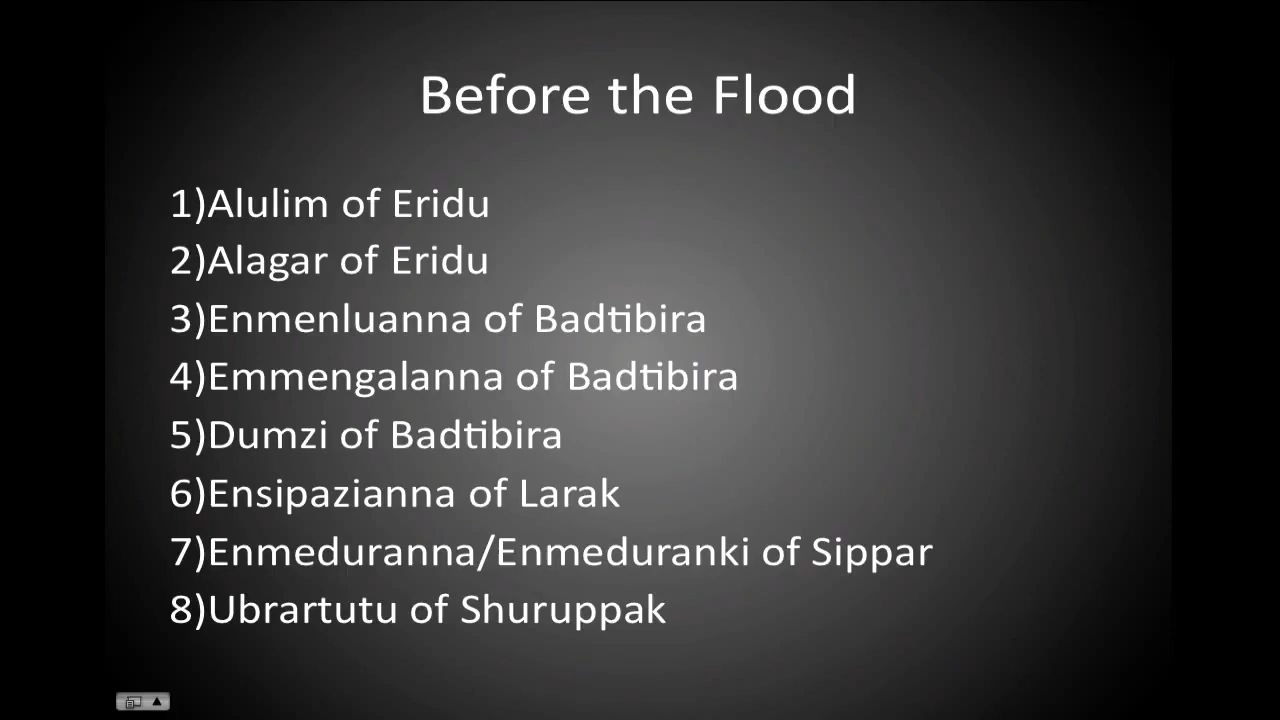 Before the Flood
1)Alulim of Eridu
2)Alagar of Eridu
3)Enmenluanna of Badtibira
4)Emmengalanna of Badtibira
5)Dumzi of Badtibira
6)Ensipazianna of Larak
7)Enmeduranna/Enmeduranki of Sippar
8)Ubrartutu of Shuruppak